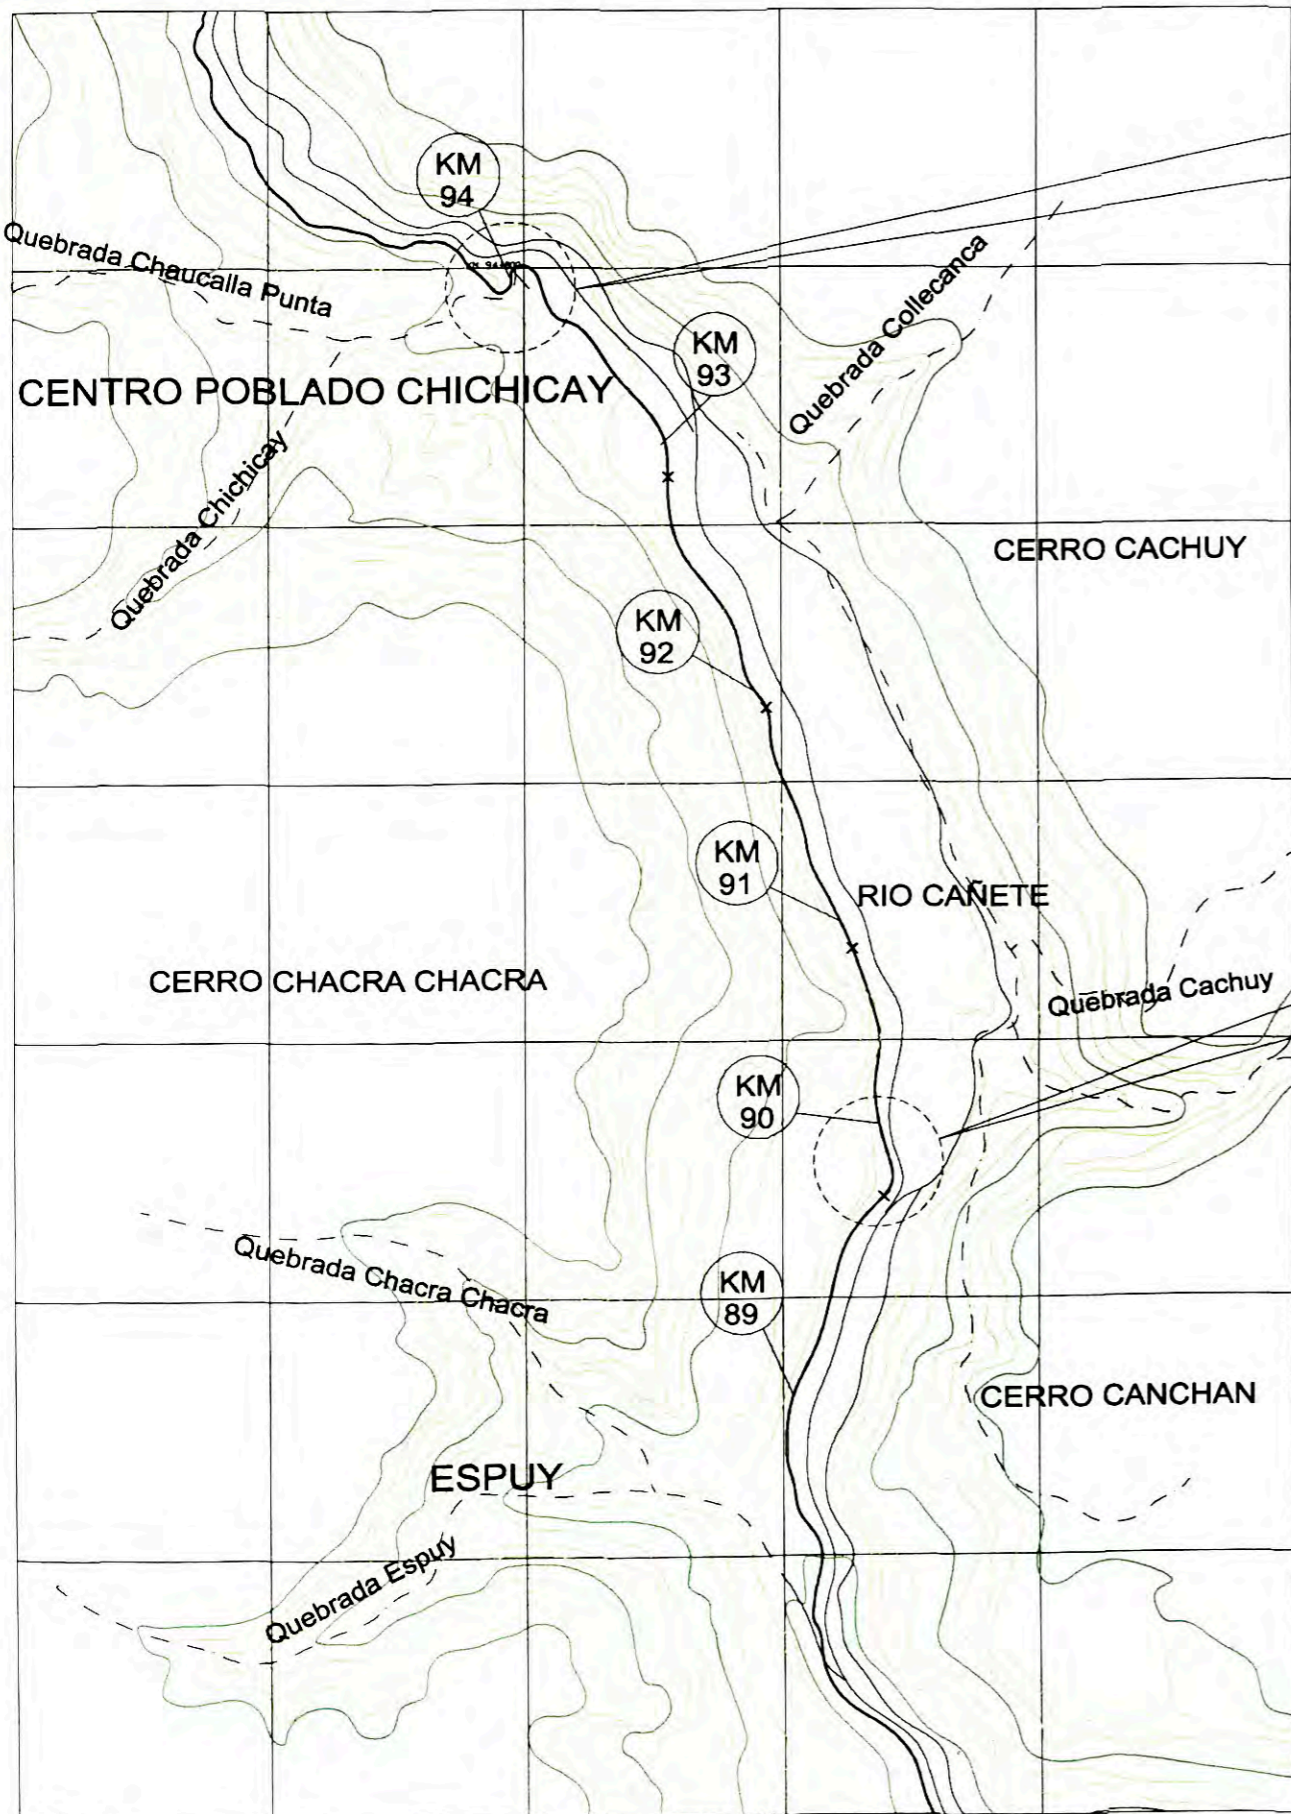 KM
94
Quebrada Chaucalla Punta
Quebrada Collecanca
KM
93
CENTRO POBLADO CHICHICAY
Quebrada Chichicay
CERRO CACHUY
KM
92
KM
91
RIO CAÑETE
CERRO CHACRA CHACRA
Quebrada Cachuy
KM
90
Quebrada Chacra Chacra
KM
89
CERRO CANCHAN
ESPUY
Quebrada Espuy